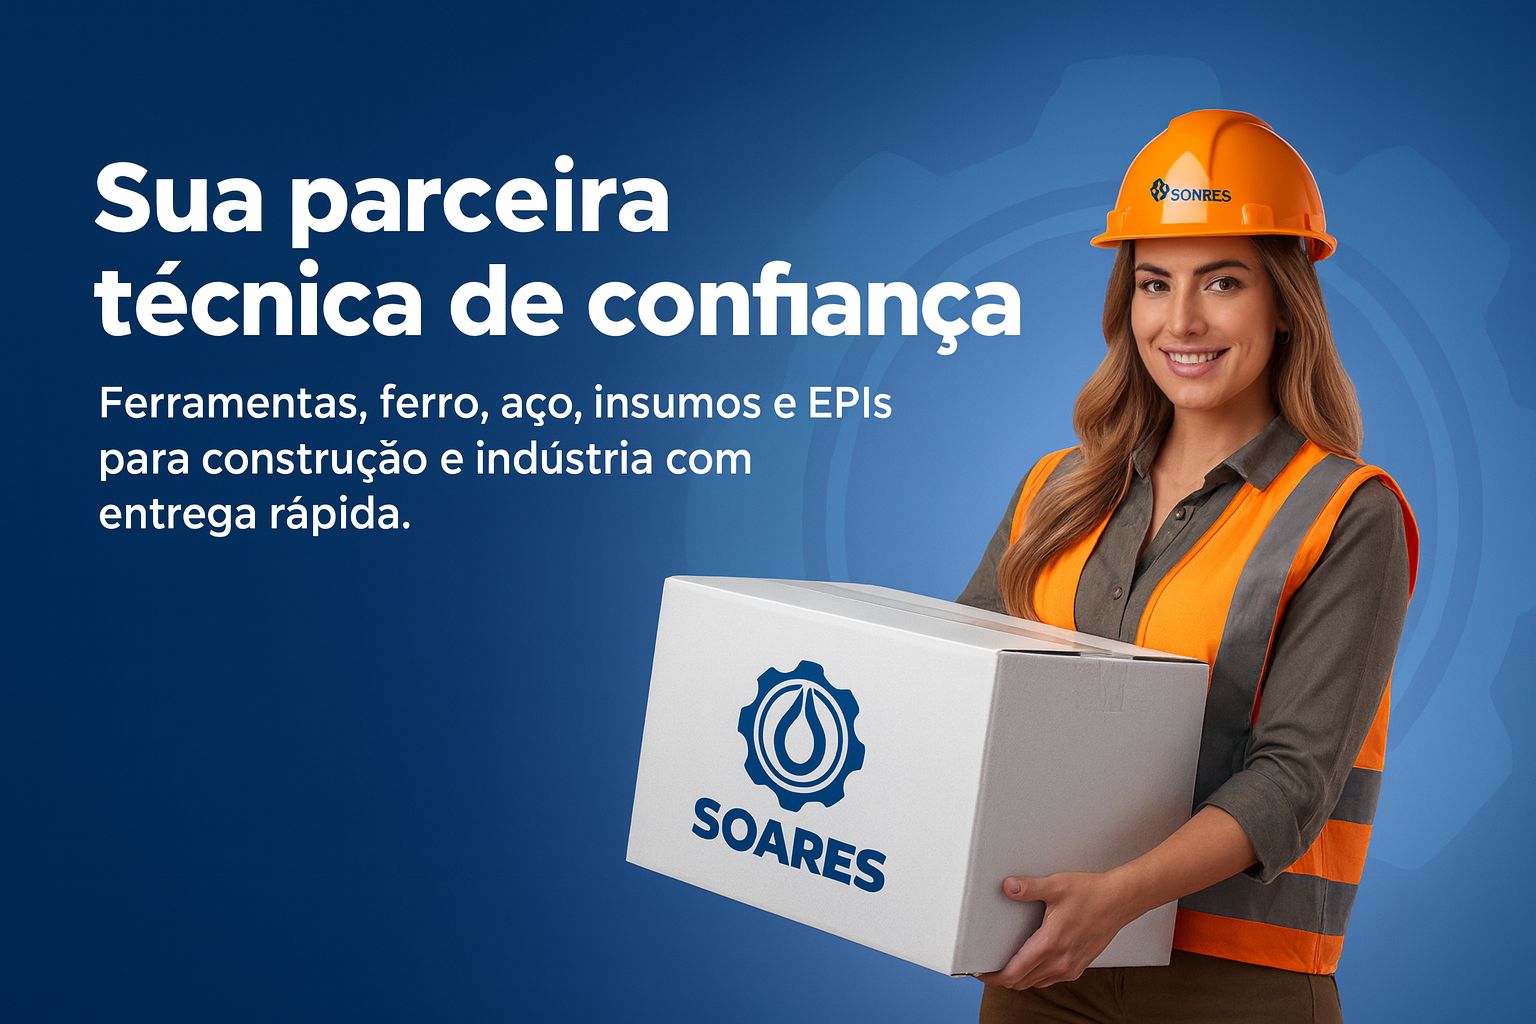 Sua parceira
técnica de confiança
Ferramentas, ferro, aço, insumos e EPIs
para construção e indústria com
entrega rápida.
SONRES
SOARES